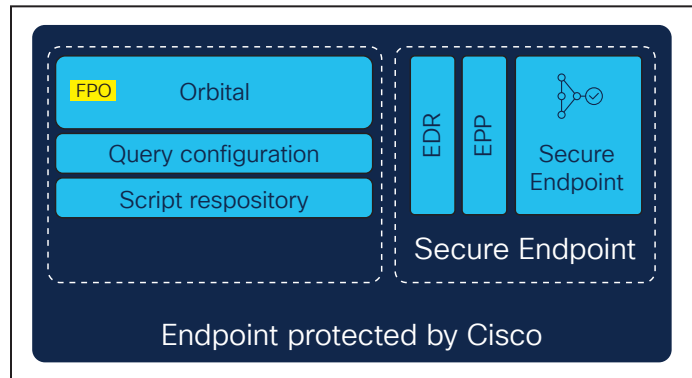 FPO
Orbital
Query configuration
Script respository
EDR
EPP
Secure
Endpoint
Secure Endpoint
Endpoint protected by Cisco